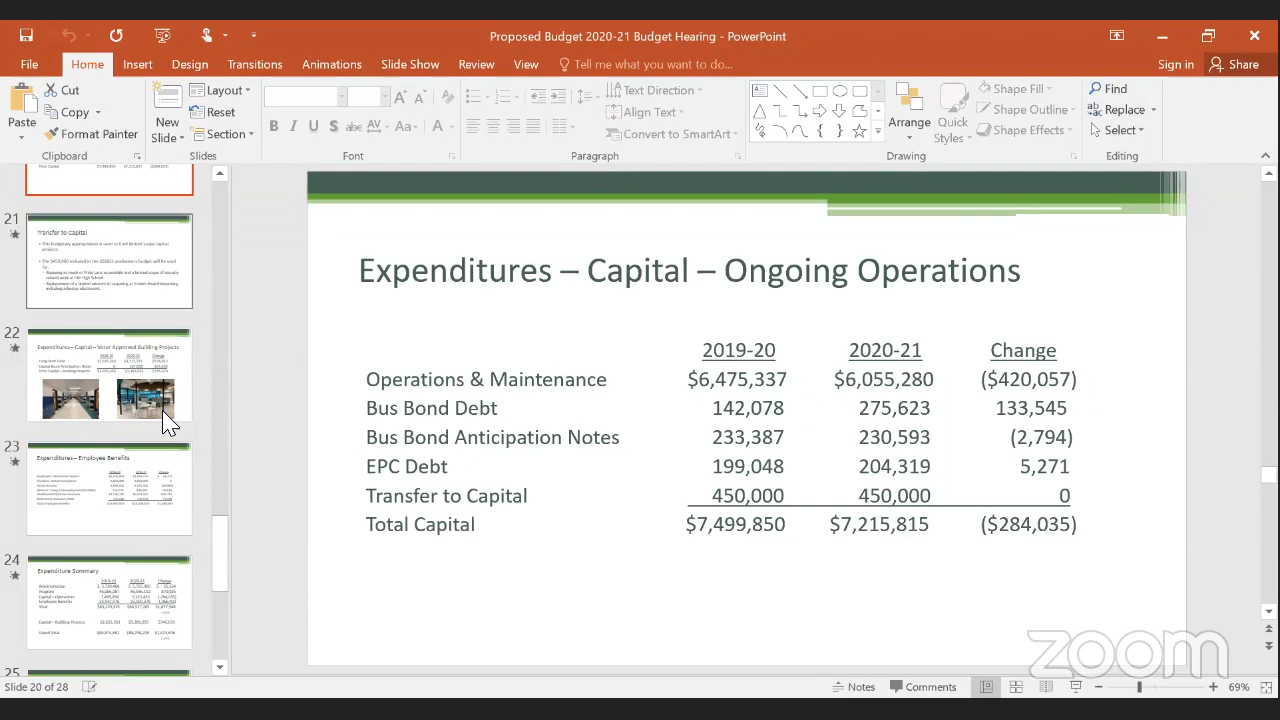 Proposed Budget 2020-21 Budget Hearing - PowerPoint
File Home Insert Design Transitions Animations Slide Show Review View Tell me what you want to do... Sign in Share
Paste Cut Copy Format Painter Clipboard
New Slide Layout Reset Section Slides
B I U S abc AV Aa A A A Font
Text Direction Align Text Convert to SmartArt Paragraph
Arrange Quick Styles Shape Fill Shape Outline Shape Effects Drawing
Find Replace Select Editing
21
Transfer to Capital
22
Expenditures – Capital – Voter Approved Building Projects
23
Expenditures– Employee Benefits
24
Expenditure Summary
25
Expenditures – Capital – Ongoing Operations
2019-20 2020-21 Change
Operations & Maintenance $6,475,337 $6,055,280 ($420,057)
Bus Bond Debt 142,078 275,623 133,545
Bus Bond Anticipation Notes 233,387 230,593 (2,794)
EPC Debt 199,048 204,319 5,271
Transfer to Capital 450,000 450,000 0
Total Capital $7,499,850 $7,215,815 ($284,035)
zoom
Slide 20 of 28 Notes Comments 69%